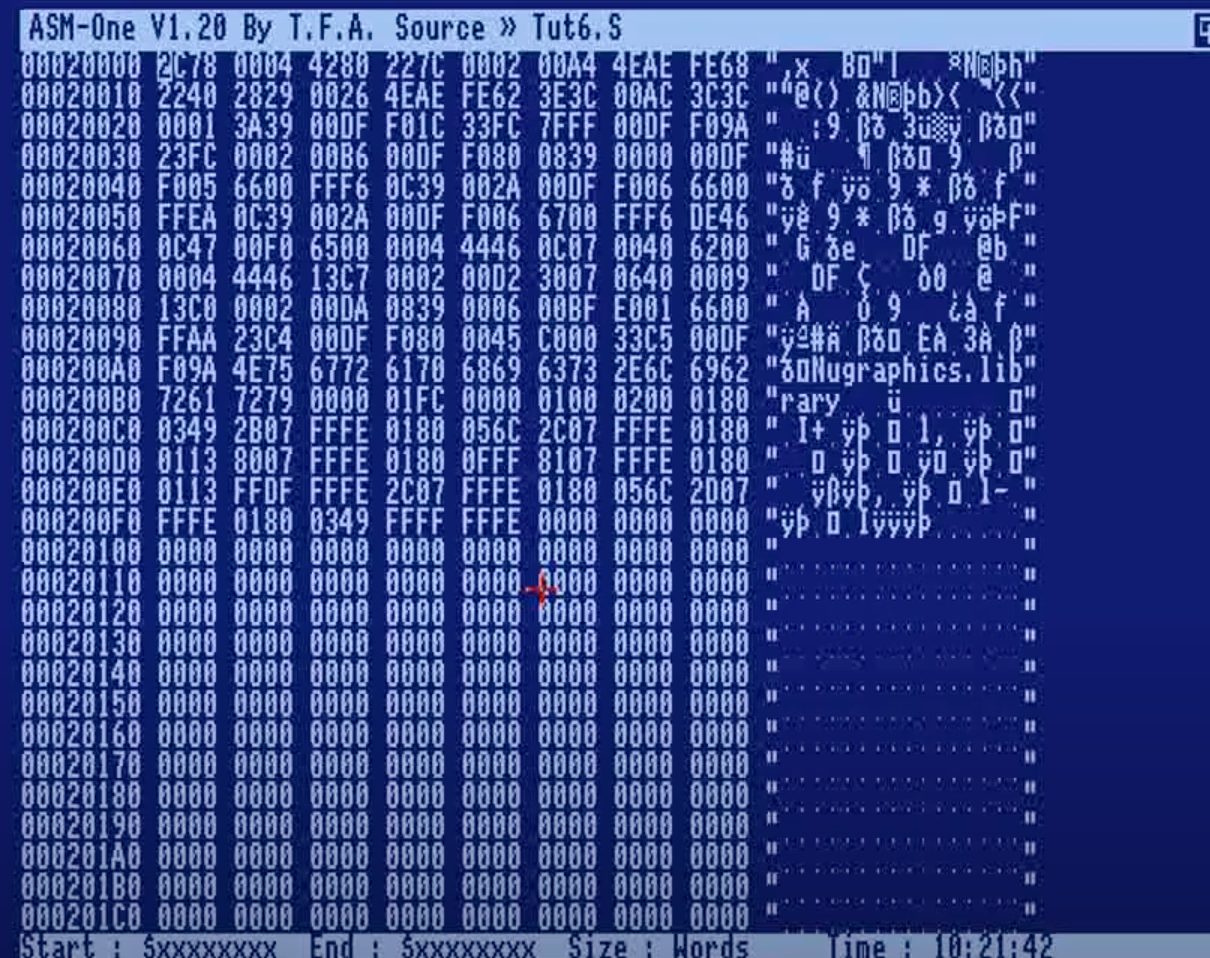 ASM-One V1.20 By T.F.A. Source » Tut6.S
00020000 2C78 0004 4280 227C 0002 00A4 4EAE FE68 ",x B "| ¤N®þh"
00020010 2240 2829 0026 4EAE FE62 3E3C 00AC 3C3C ""@() &N®þb>< ¬<<"
00020020 0001 3A39 00DF F01C 33FC 7FFF 00DF F09A " :9 ßð 3ü▒ÿ ßð□"
00020030 23FC 0002 00B6 00DF F080 0839 0000 00DF "#ü ¶ ßð□ 9 ß"
00020040 F005 6600 FFF6 0C39 002A 00DF F006 6600 "ð f ÿö 9 * ßð f "
00020050 FFEA 0C39 002A 00DF F006 6700 FFF6 DE46 "ÿê 9 * ßð g ÿöÞF"
00020060 0C47 00F0 6500 0004 4446 0C07 0040 6200 " G ðe DF @b "
00020070 0004 4446 13C7 0002 00D2 3007 0640 0009 " DF Ç Ò0 @ "
00020080 13C0 0002 00DA 0839 0006 00BF E001 6600 " À Ú 9 ¿à f "
00020090 FFAA 23C4 00DF F080 0045 C000 33C5 00DF "ÿª#Ä ßð□ EÀ 3Å ß"
000200A0 F09A 4E75 6772 6170 6869 6373 2E6C 6962 "ð□Nugraphics.lib"
000200B0 7261 7279 0000 01FC 0000 0100 0200 0180 "rary ü □"
000200C0 0349 2B07 FFFE 0180 056C 2C07 FFFE 0180 " I+ ÿþ □ l, ÿþ □"
000200D0 0113 8007 FFFE 0180 0FFF 8107 FFFE 0180 " □ ÿþ □ ÿ□ ÿþ □"
000200E0 0113 FFDF FFFE 2C07 FFFE 0180 056C 2D07 " ÿßÿþ, ÿþ □ l- "
000200F0 FFFE 0180 0349 FFFF FFFE 0000 0000 0000 "ÿþ □ Iÿÿÿþ......"
00020100 0000 0000 0000 0000 0000 0000 0000 0000 "................"
00020110 0000 0000 0000 0000 0000 0000 0000 0000 "................"
00020120 0000 0000 0000 0000 0000 0000 0000 0000 "................"
00020130 0000 0000 0000 0000 0000 0000 0000 0000 "................"
00020140 0000 0000 0000 0000 0000 0000 0000 0000 "................"
00020150 0000 0000 0000 0000 0000 0000 0000 0000 "................"
00020160 0000 0000 0000 0000 0000 0000 0000 0000 "................"
00020170 0000 0000 0000 0000 0000 0000 0000 0000 "................"
00020180 0000 0000 0000 0000 0000 0000 0000 0000 "................"
00020190 0000 0000 0000 0000 0000 0000 0000 0000 "................"
000201A0 0000 0000 0000 0000 0000 0000 0000 0000 "................"
000201B0 0000 0000 0000 0000 0000 0000 0000 0000 "................"
000201C0 0000 0000 0000 0000 0000 0000 0000 0000 "................"
Start : $xxxxxxxx End : $xxxxxxxx Size : Words Time : 10:21:42